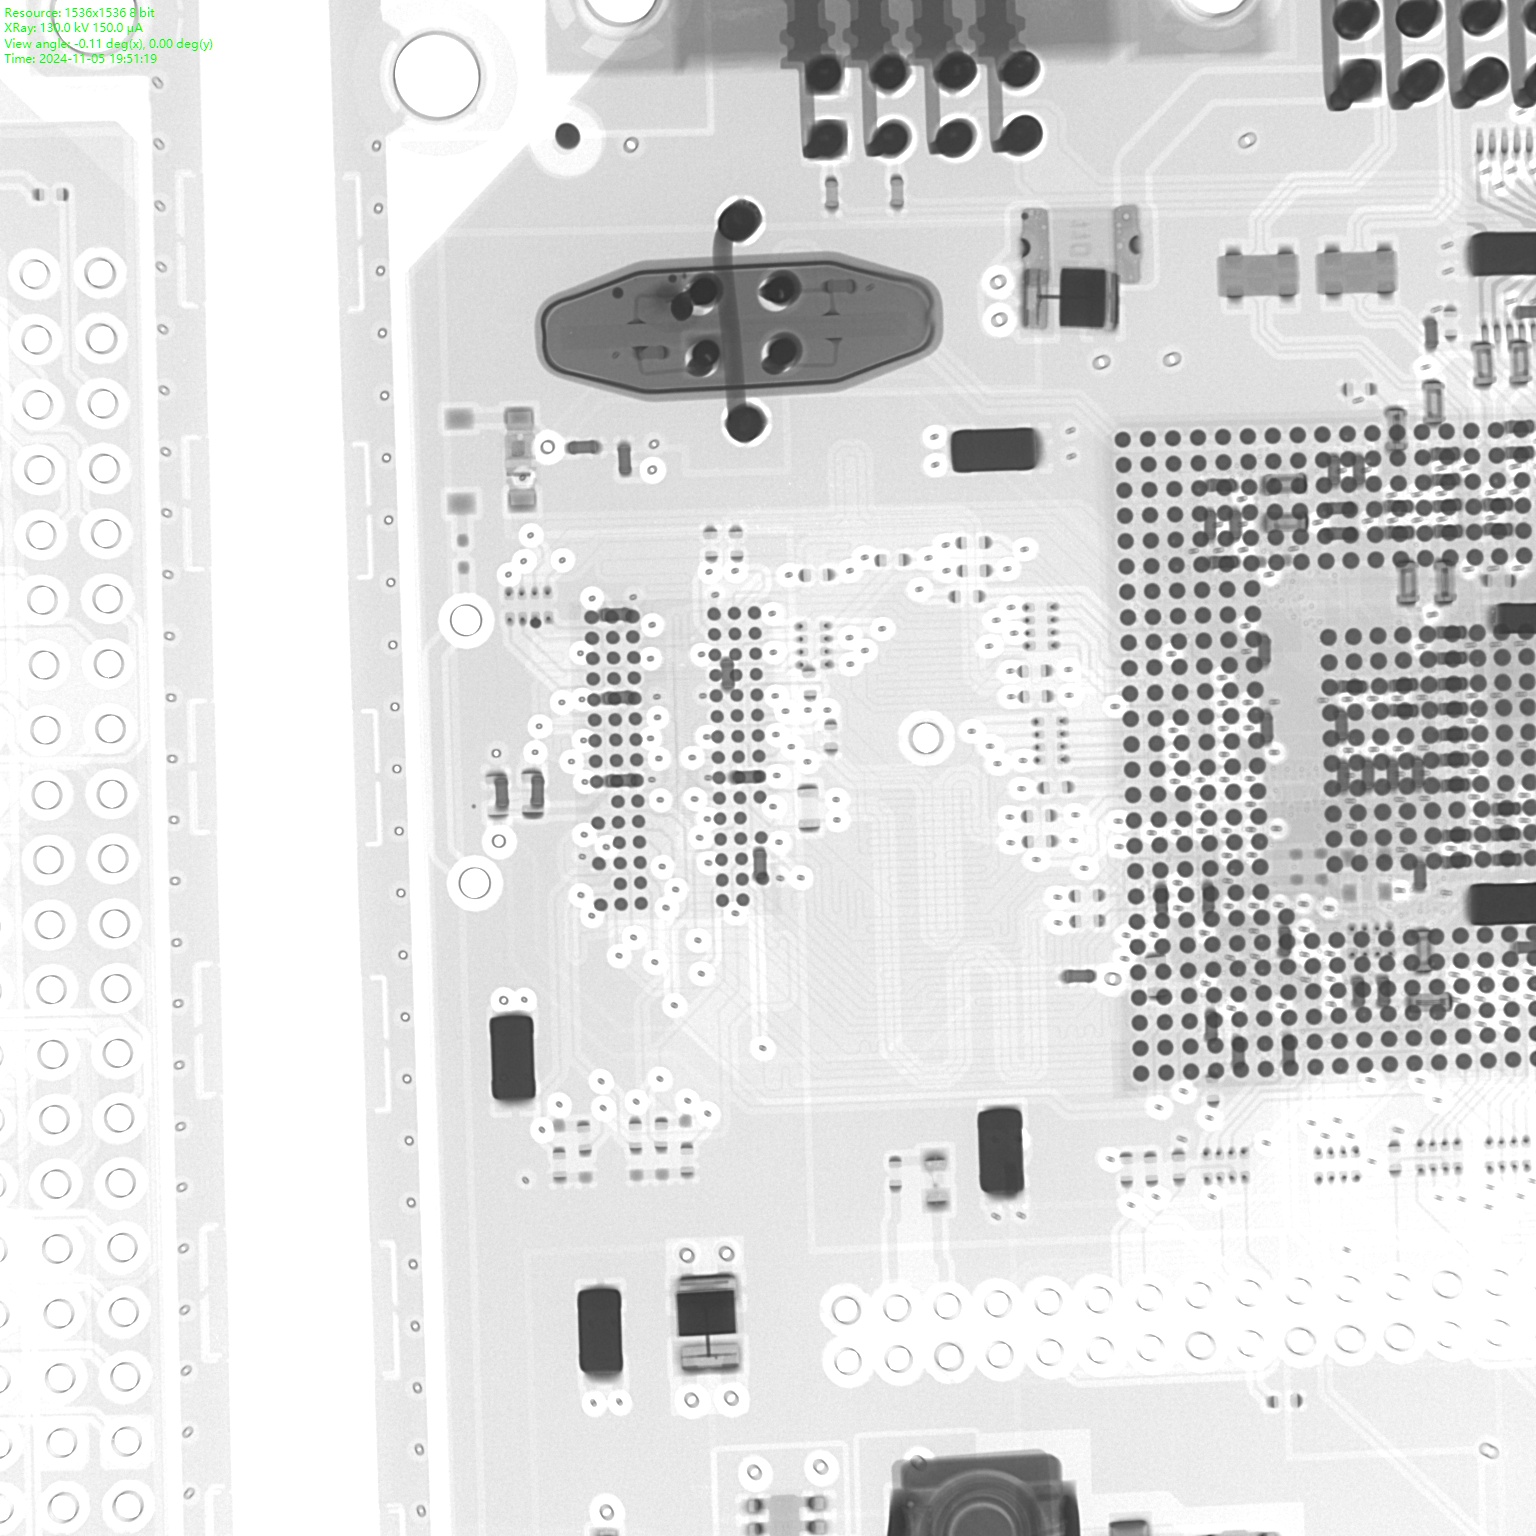 Resource: 1536x1536 8 bit
XRay: 130.0 kV 150.0 µA
View angle: -0.11 deg(x), 0.00 deg(y)
Time: 2024-11-05 19:51:19